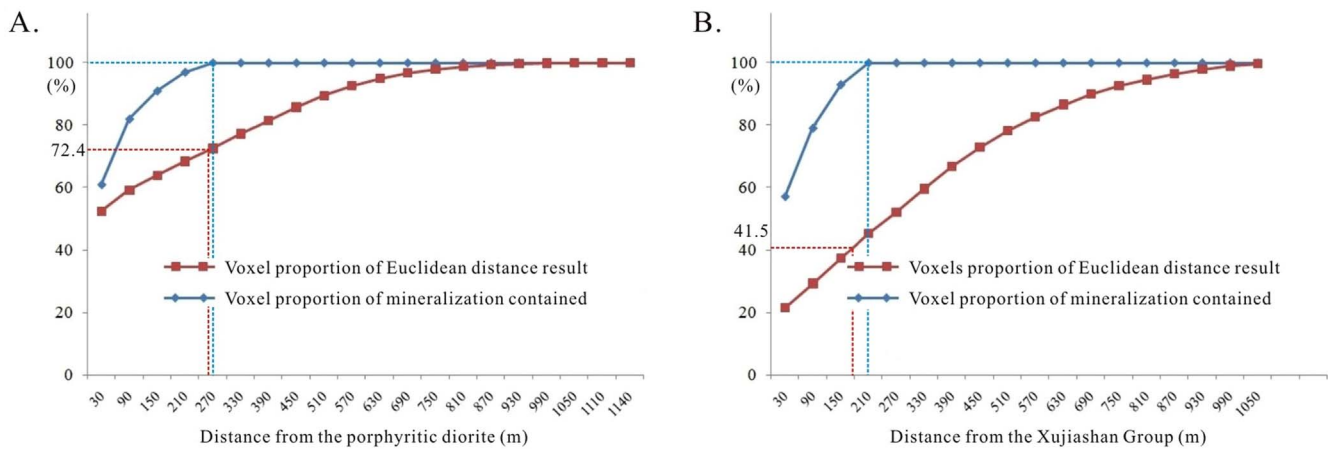 A.
100
(%)
80
72.4
60
40
20
0
Voxel proportion of Euclidean distance result
Voxel proportion of mineralization contained
30 90 150 210 270 330 390 450 510 570 630 690 750 810 870 930 990 1050 1110 1140
Distance from the porphyritic diorite (m)
B.
100
(%)
80
60
41.5
40
20
0
Voxels proportion of Euclidean distance result
Voxel proportion of mineralization contained
30 90 150 210 270 330 390 450 510 570 630 690 750 810 870 930 990 1050
Distance from the Xujiashan Group (m)